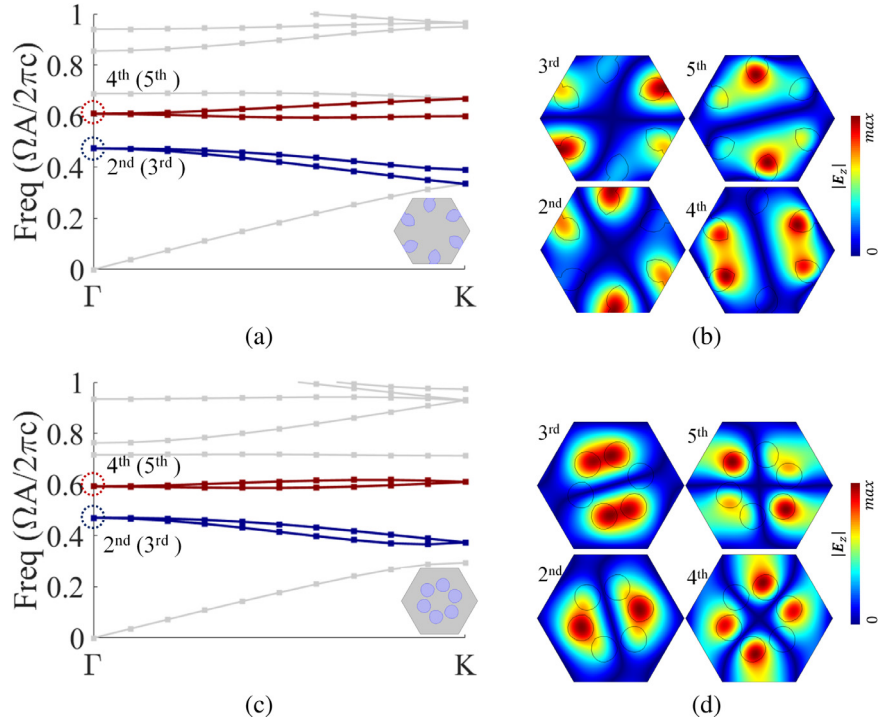 1
0.8
0.6
0.4
0.2
0
Freq (ΩA/2πc)
4th (5th)
2nd (3rd)
Γ
K
(a)
3rd
5th
2nd
4th
max
|Ez|
0
(b)
1
0.8
0.6
0.4
0.2
0
Freq (ΩA/2πc)
4th (5th)
2nd (3rd)
Γ
K
(c)
3rd
5th
2nd
4th
max
|Ez|
0
(d)